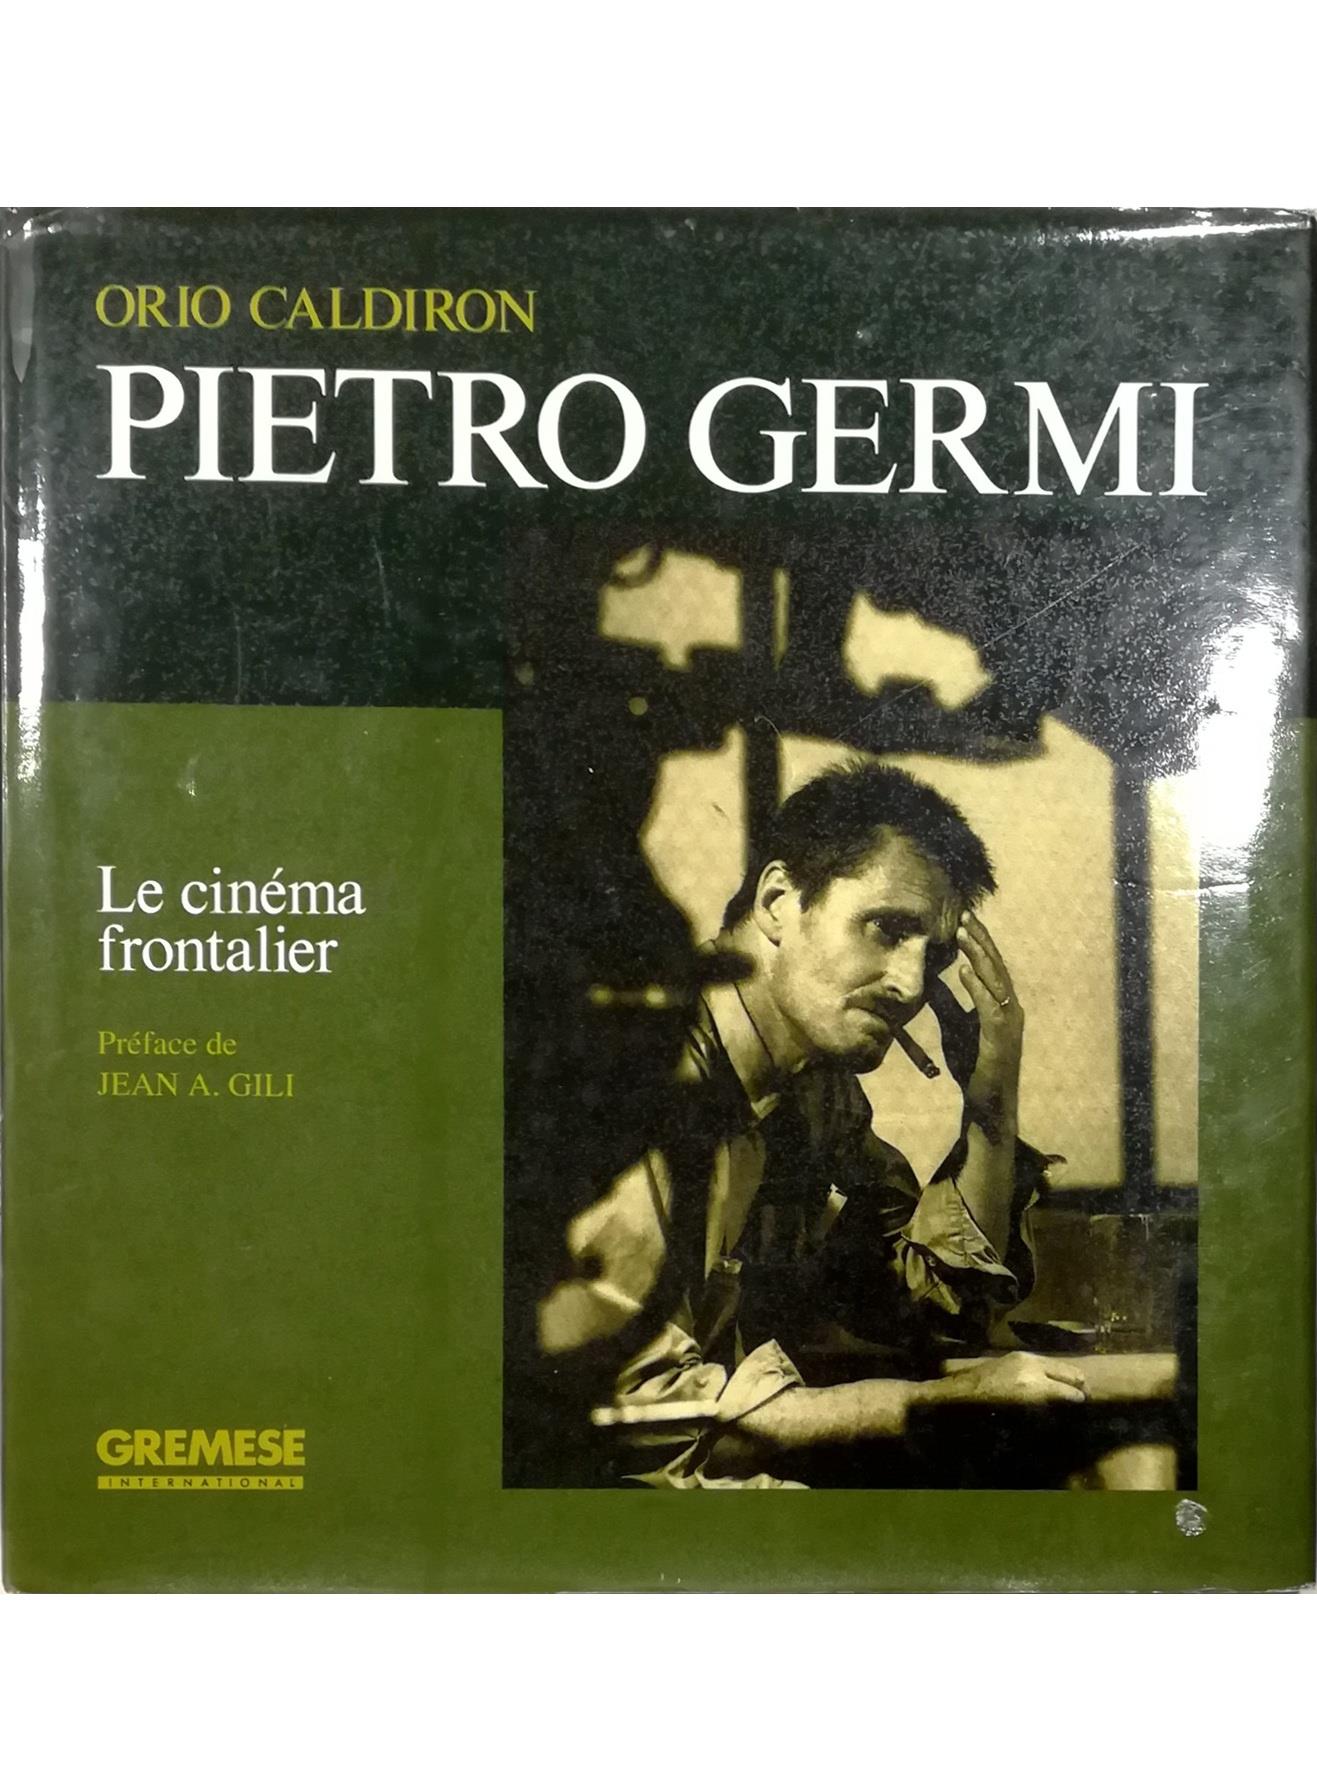 ORIO CALDIRON
PIETRO GERMI
Le cinéma
frontalier
Préface de
JEAN A. GILI
GREMESE
INTERNATIONAL